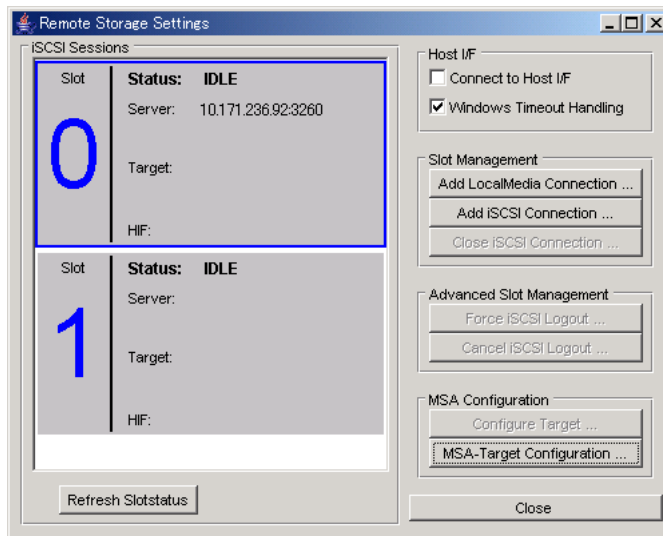 Remote Storage Settings
iSCSI Sessions
Slot
0
Status: IDLE
Server: 10.171.236.92:3260
Target:
HIF:
Slot
1
Status: IDLE
Server:
Target:
HIF:
Refresh Slotstatus
Host I/F
Connect to Host I/F
Windows Timeout Handling
Slot Management
Add LocalMedia Connection ...
Add iSCSI Connection ...
Close iSCSI Connection ...
Advanced Slot Management
Force iSCSI Logout ...
Cancel iSCSI Logout ...
MSA Configuration
Configure Target ...
MSA-Target Configuration ...
Close